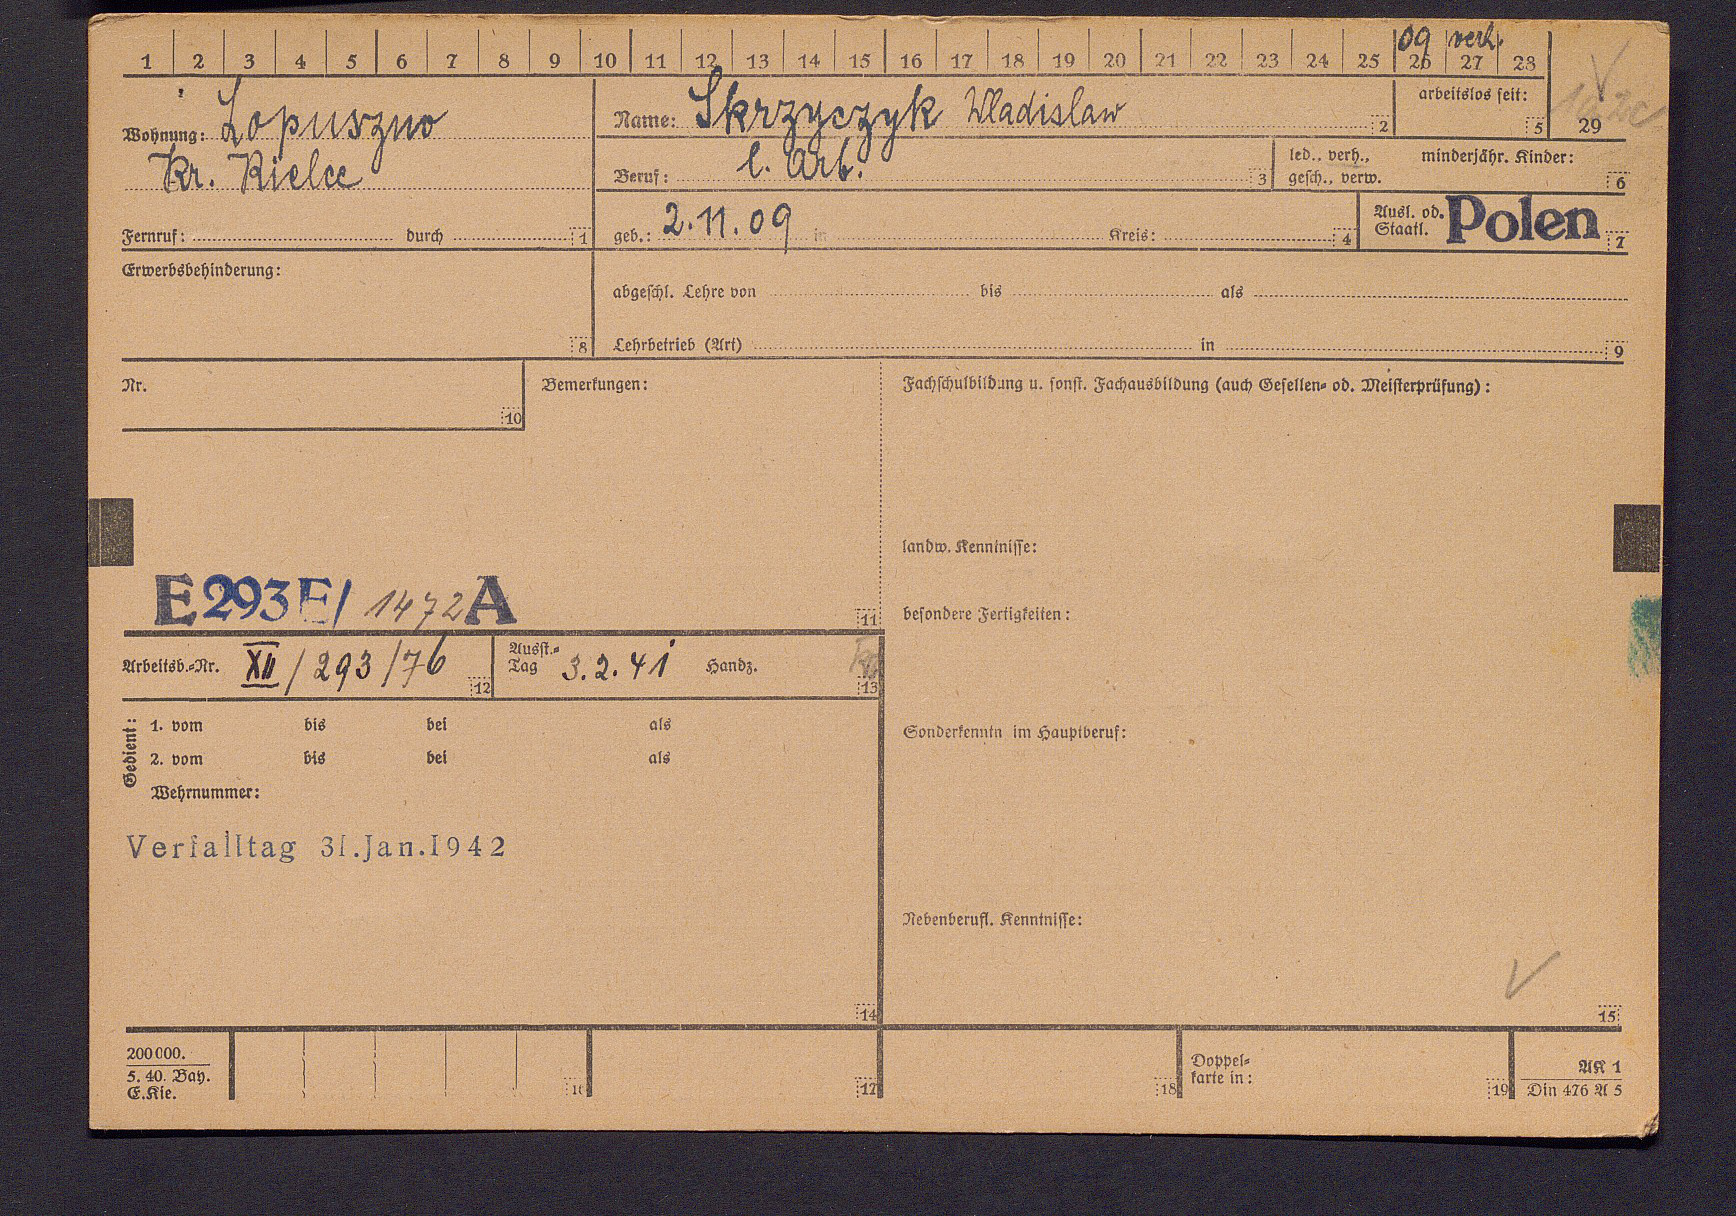 09 verh.
1 2 3 4 5 6 7 8 9 10 11 12 13 14 15 16 17 18 19 20 21 22 23 24 25 26 27 28
29
Wohnung: Lopuszno
Kr. Kielce
Fernruf: durch 1
Name: Skrzyczyk Wladislaw 2
arbeitslos seit: 5
Beruf: l. Arb. 3
led., verh., minderjähr. Kinder:
gesch., verw. 6
geb.: 2.11.09 in Kreis: 4
Ausl. od.
Staatl. Polen 7
Erwerbsbehinderung:
8
abgeschl. Lehre von bis als
Lehrbetrieb (Art) in 9
Nr.
10
Bemerkungen:
Fachschulbildung u. sonst. Fachausbildung (auch Gesellen- od. Meisterprüfung):
landw. Kenntnisse:
E 293 E/ 1472 A 11
besondere Fertigkeiten:
Arbeitsb.-Nr. XII/293/76 12
Ausst.-
Tag 3.2.41 Handz.
13
Gedient:
1. vom bis bei als
2. vom bis bei als
Wehrnummer:
Sonderkenntn im Hauptberuf:
Verfalltag 31.Jan.1942
Nebenberufl. Kenntnisse:
14
15
200000.
5. 40. Bay.
E.Kie.
16
17
18
Doppel-
karte in:
19
AK 1
Din 476 A 5